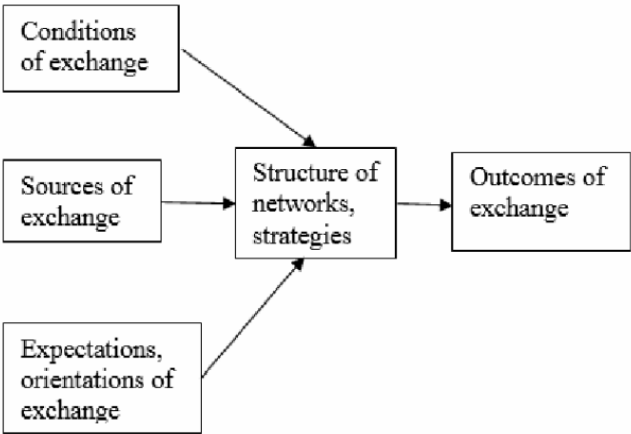 Conditions
of exchange
Sources of
exchange
Expectations,
orientations of
exchange
Structure of
networks,
strategies
Outcomes of
exchange